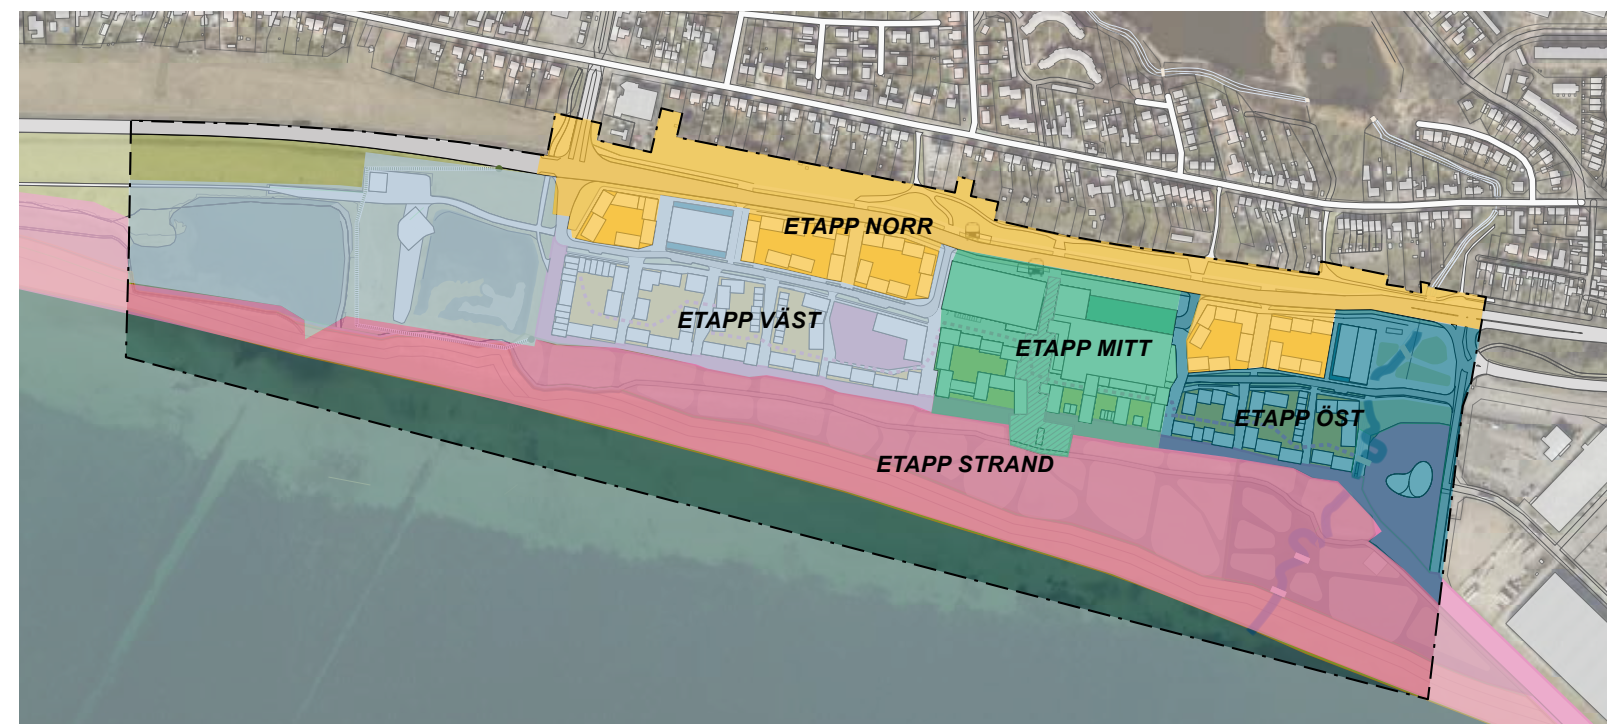 ETAPP NORR
ETAPP VÄST
ETAPP MITT
ETAPP ÖST
ETAPP STRAND